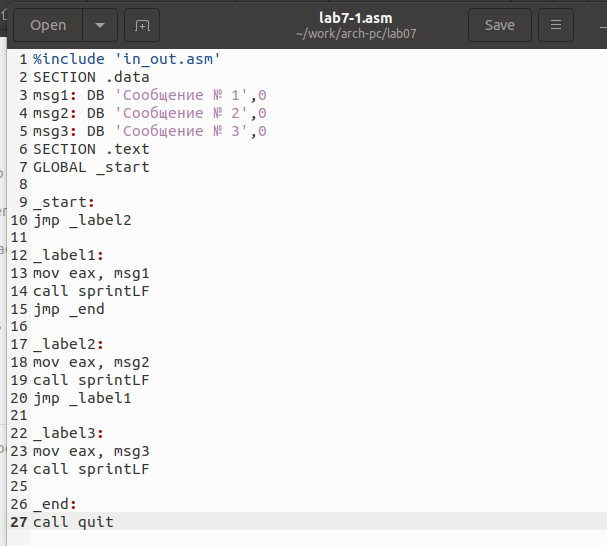 Open
lab7-1.asm
~/work/arch-pc/lab07
Save
1 %include 'in_out.asm'
2 SECTION .data
3 msg1: DB 'Сообщение № 1',0
4 msg2: DB 'Сообщение № 2',0
5 msg3: DB 'Сообщение № 3',0
6 SECTION .text
7 GLOBAL _start
8
9 _start:
10 jmp _label2
11
12 _label1:
13 mov eax, msg1
14 call sprintLF
15 jmp _end
16
17 _label2:
18 mov eax, msg2
19 call sprintLF
20 jmp _label1
21
22 _label3:
23 mov eax, msg3
24 call sprintLF
25
26 _end:
27 call quit